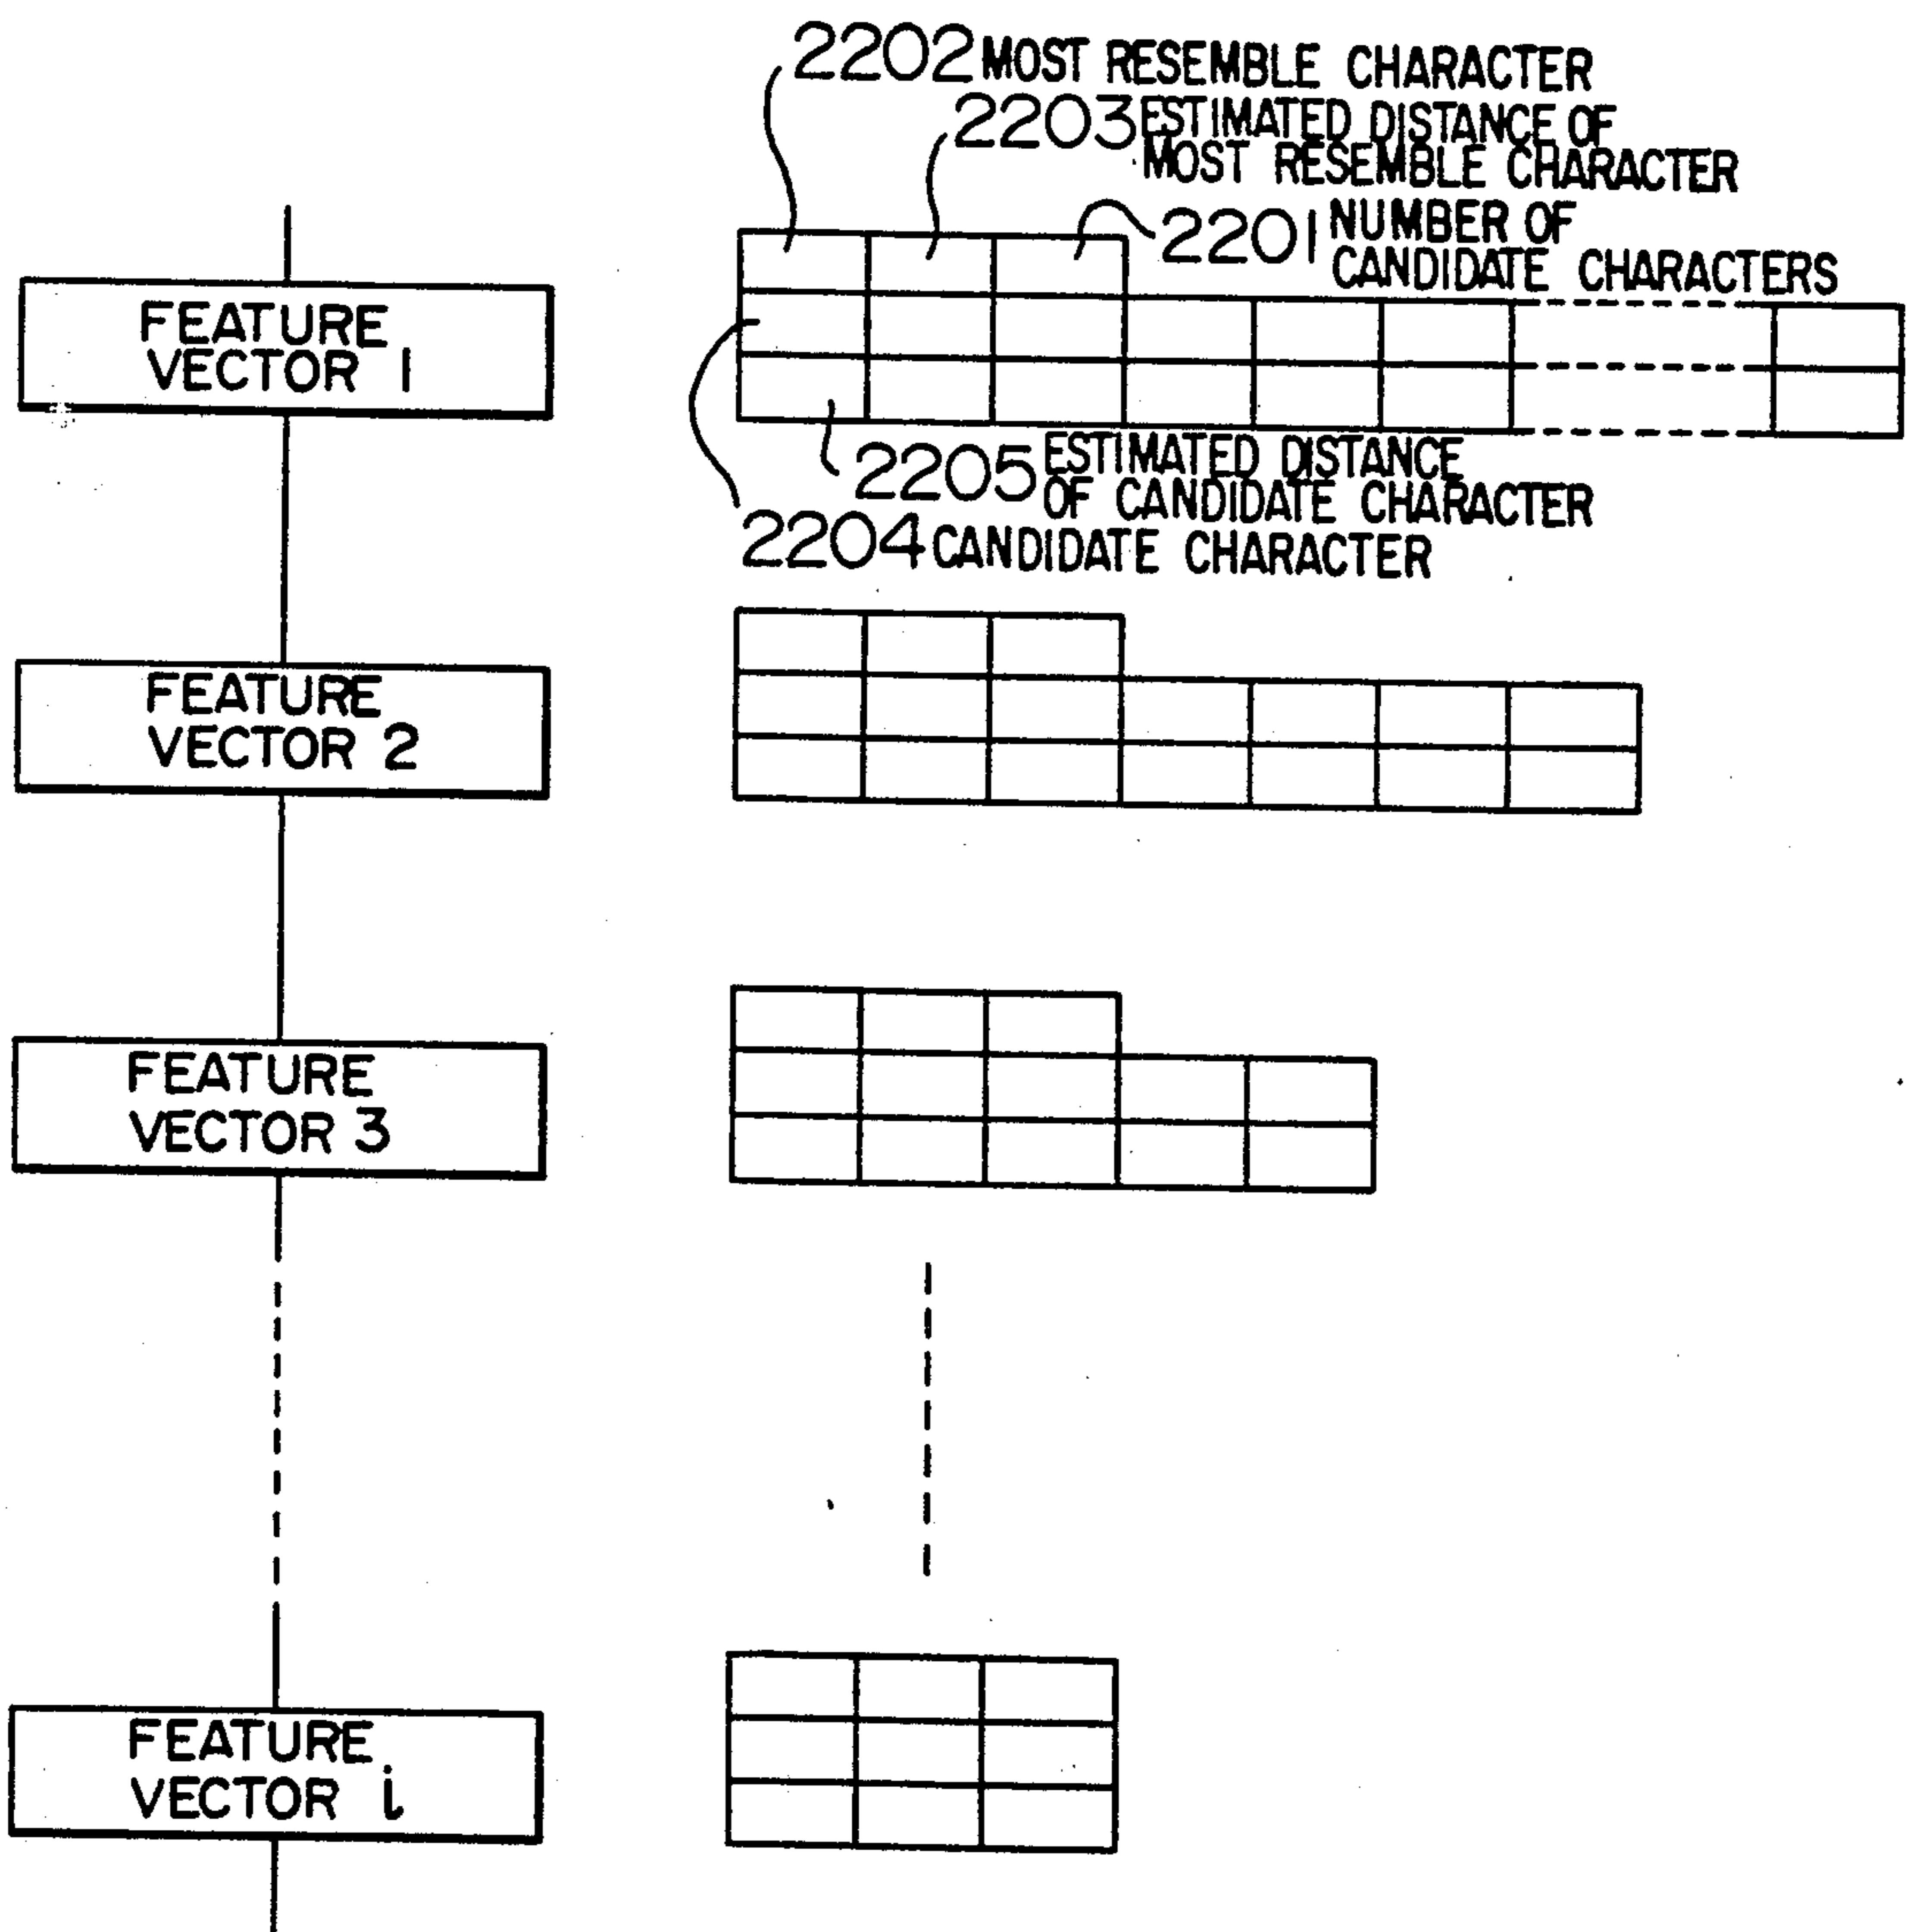 2202 MOST RESEMBLE CHARACTER
2203 ESTIMATED DISTANCE OF
MOST RESEMBLE CHARACTER
2201 NUMBER OF
CANDIDATE CHARACTERS
FEATURE
VECTOR 1
2205 ESTIMATED DISTANCE
OF CANDIDATE CHARACTER
2204 CANDIDATE CHARACTER
FEATURE
VECTOR 2
FEATURE
VECTOR 3
FEATURE
VECTOR i